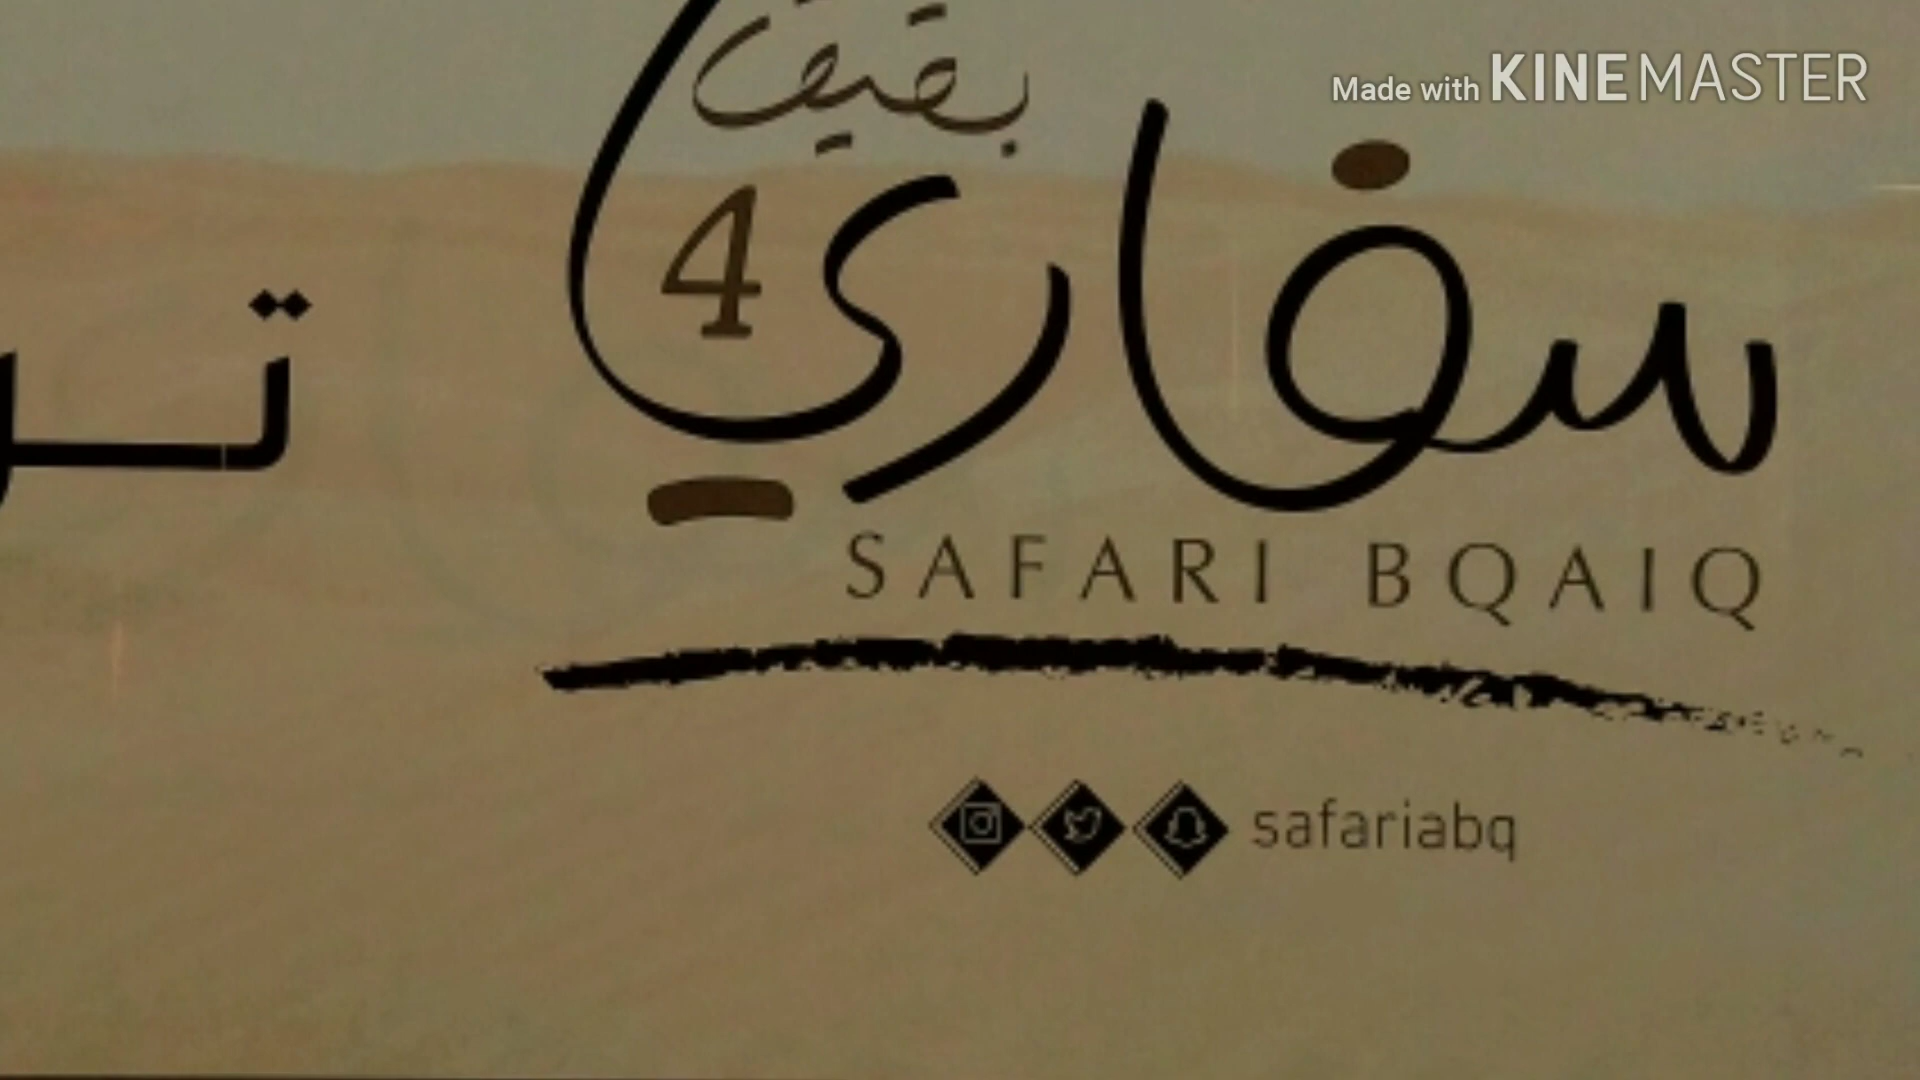 Made with KINEMASTER
بقيق
سفاري
4
SAFARI BQAIQ
safariabq